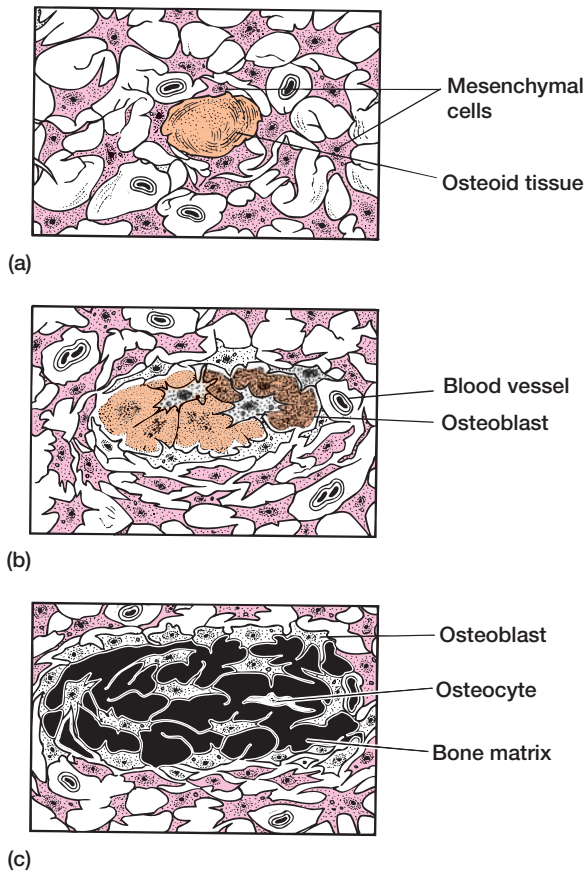 Mesenchymal
cells
Osteoid tissue
(a)
Blood vessel
Osteoblast
(b)
Osteoblast
Osteocyte
Bone matrix
(c)